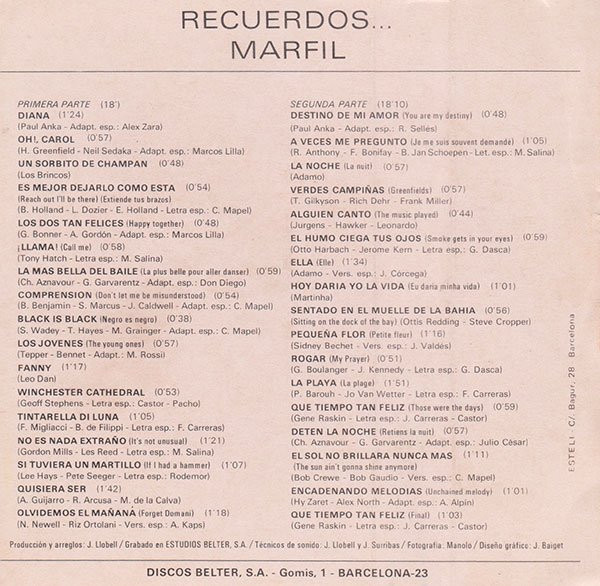 RECUERDOS...
MARFIL
PRIMERA PARTE (18')
DIANA (1'24)
(Paul Anka - Adapt. esp.: Alex Zara)
OH!, CAROL (0'57)
(H. Greenfield - Neil Sedaka - Adapt. esp.: Marcos Lilla)
UN SORBITO DE CHAMPAN (0'48)
(Los Brincos)
ES MEJOR DEJARLO COMO ESTA (0'54)
(Reach out I'll be there) (Extiende tus brazos)
(B. Holland - L. Dozier - E. Holland - Letra esp.: C. Mapel)
LOS DOS TAN FELICES (Happy together) (0'48)
(G. Bonner - A. Gordón - Adapt. esp.: Marcos Lilla)
¡LLAMA! (Call me) (0'58)
(Tony Hatch - Letra esp.: M. Salina)
LA MAS BELLA DEL BAILE (La plus belle pour aller danser) (0'59)
(Ch. Aznavour - G. Garvarentz - Adapt. esp.: Don Diego)
COMPRENSION (Don't let me be misunderstood) (0'54)
(B. Benjamin - S. Marcus - J. Caldwell - Adapt. esp.: C. Mapel)
BLACK IS BLACK (Negro es negro) (0'38)
(S. Wadey - T. Hayes - M. Grainger - Adapt. esp.: C. Mapel)
LOS JOVENES (The young ones) (0'57)
(Tepper - Bennet - Adapt.: M. Rossi)
FANNY (1'17)
(Leo Dan)
WINCHESTER CATHEDRAL (0'53)
(Geoff Stephens - Letra esp.: Castor - Pacho)
TINTARELLA DI LUNA (1'05)
(F. Migliacci - B. de Filippi - Letra esp.: F. Carreras)
NO ES NADA EXTRAÑO (It's not unusual) (1'21)
(Gordon Mills - Les Reed - Letra esp.: M. Salina)
SI TUVIERA UN MARTILLO (If I had a hammer) (1'07)
(Lee Hays - Pete Seeger - Letra esp.: Rodemor)
QUISIERA SER (1'42)
(A. Guijarro - R. Arcusa - M. de la Calva)
OLVIDEMOS EL MAÑANÁ (Forget Domani) (1'18)
(N. Newell - Riz Ortolani - Vers. esp.: A. Kaps)
SEGUNDA PARTE (18'10)
DESTINO DE MI AMOR (You are my destiny) (0'48)
(Paul Anka - Adapt. esp.: R. Sellés)
A VECES ME PREGUNTO (Je me suis souvent demandé) (1'05)
(R. Anthony - F. Bonifay - B. Jan Schoepen - Let. esp.: M. Salina)
LA NOCHE (La nuit) (0'57)
(Adamo)
VERDES CAMPIÑAS (Greenfields) (0'57)
(T. Gilkyson - Rich Dehr - Frank Miller)
ALGUIEN CANTO (The music played) (0'44)
(Jurgens - Hawker - Leonardo)
EL HUMO CIEGA TUS OJOS (Smoke gets in your eyes) (0'59)
(Otto Harbach - Jerome Kern - Letra esp.: G. Dasca)
ELLA (Elle) (1'34)
(Adamo - Vers. esp.: J. Córcega)
HOY DARIA YO LA VIDA (Eu daria minha vida) (1'01)
(Martinha)
SENTADO EN EL MUELLE DE LA BAHIA (0'56)
(Sitting on the dock of the bay) (Ottis Redding - Steve Cropper)
PEQUEÑA FLOR (Petite fleur) (1'16)
(Sidney Bechet - Vers. esp.: J. Valdés)
ROGAR (My Prayer) (0'51)
(G. Boulanger - J. Kennedy - Letra esp.: G. Dasca)
LA PLAYA (La plage) (1'51)
(P. Barouh - Jo Van Wetter - Letra esp.: F. Carreras)
QUE TIEMPO TAN FELIZ (Those were the days) (0'59)
(Gene Raskin - Letra esp.: J. Carreras - Castor)
DETEN LA NOCHE (Retiens la nuit) (0'57)
(Ch. Aznavour - G. Garvarentz - Adapt. esp.: Julio César)
EL SOL NO BRILLARA NUNCA MAS (1'11)
(The sun ain't gonna shine anymore)
(Bob Crewe - Bob Gaudio - Vers. esp.: C. Mapel)
ENCADENANDO MELODIAS (Unchained melody) (1'01)
(Hy Zaret - Alex North - Adapt. esp.: A. Alpin)
QUE TIEMPO TAN FELIZ (Final) (1'03)
(Gene Raskin - Letra esp.: J. Carreras - Castor)
ESTELI - C/. Bagur, 28 - Barcelona
Producción y arreglos: J. Llobell / Grabado en ESTUDIOS BELTER, S.A. / Técnicos de sonido: J. Llobell y J. Surribas / Fotografía: Manolo / Diseño gráfico: J. Baiget
DISCOS BELTER, S.A. - Gomis, 1 - BARCELONA-23